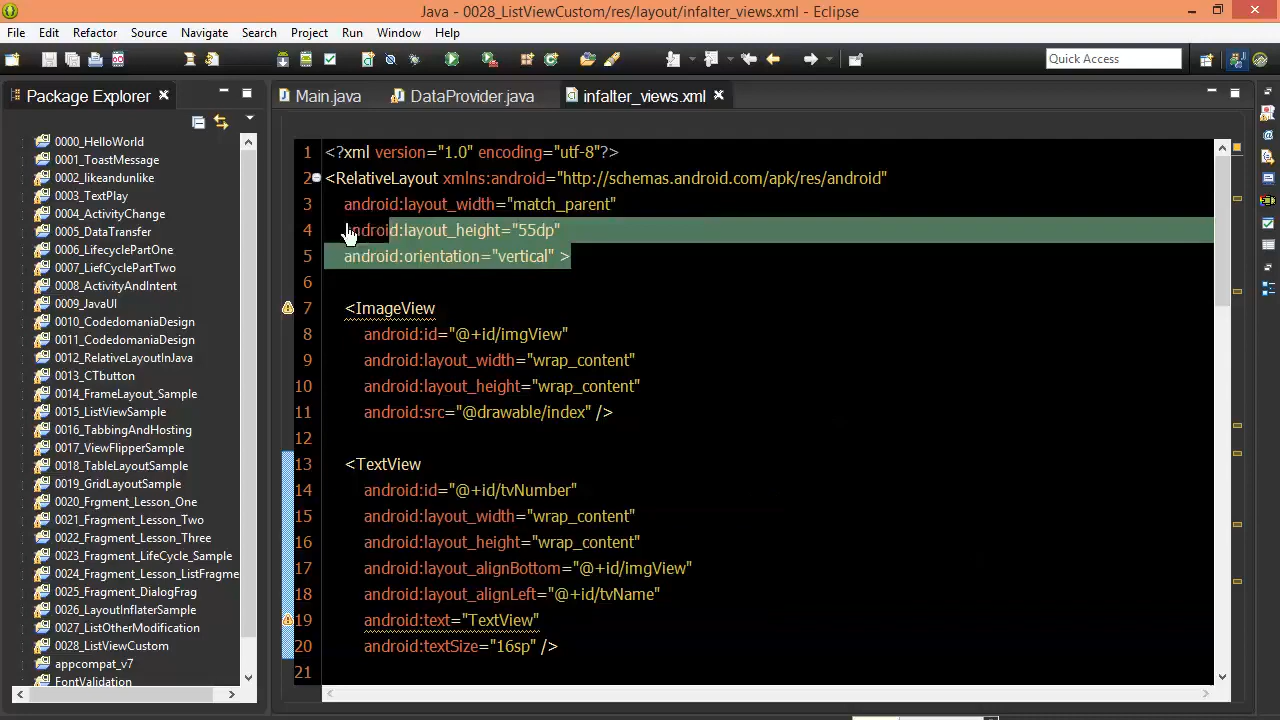 Java - 0028_ListViewCustom/res/layout/infalter_views.xml - Eclipse
File Edit Refactor Source Navigate Search Project Run Window Help
Quick Access
Package Explorer
Main.java DataProvider.java infalter_views.xml
0000_HelloWorld
0001_ToastMessage
0002_likeandunlike
0003_TextPlay
0004_ActivityChange
0005_DataTransfer
0006_LifecyclePartOne
0007_LiefCyclePartTwo
0008_ActivityAndIntent
0009_JavaUI
0010_CodedomaniaDesign
0011_CodedomaniaDesign
0012_RelativeLayoutInJava
0013_CTbutton
0014_FrameLayout_Sample
0015_ListViewSample
0016_TabbingAndHosting
0017_ViewFlipperSample
0018_TableLayoutSample
0019_GridLayoutSample
0020_Frgment_Lesson_One
0021_Fragment_Lesson_Two
0022_Fragment_Lesson_Three
0023_Fragment_LifeCycle_Sample
0024_Fragment_Lesson_ListFragme
0025_Fragment_DialogFrag
0026_LayoutInflaterSample
0027_ListOtherModification
0028_ListViewCustom
appcompat_v7
FontValidation
1 <?xml version="1.0" encoding="utf-8"?>
2 <RelativeLayout xmlns:android="http://schemas.android.com/apk/res/android"
3 android:layout_width="match_parent"
4 android:layout_height="55dp"
5 android:orientation="vertical" >
6
7 <ImageView
8 android:id="@+id/imgView"
9 android:layout_width="wrap_content"
10 android:layout_height="wrap_content"
11 android:src="@drawable/index" />
12
13 <TextView
14 android:id="@+id/tvNumber"
15 android:layout_width="wrap_content"
16 android:layout_height="wrap_content"
17 android:layout_alignBottom="@+id/imgView"
18 android:layout_alignLeft="@+id/tvName"
19 android:text="TextView"
20 android:textSize="16sp" />
21